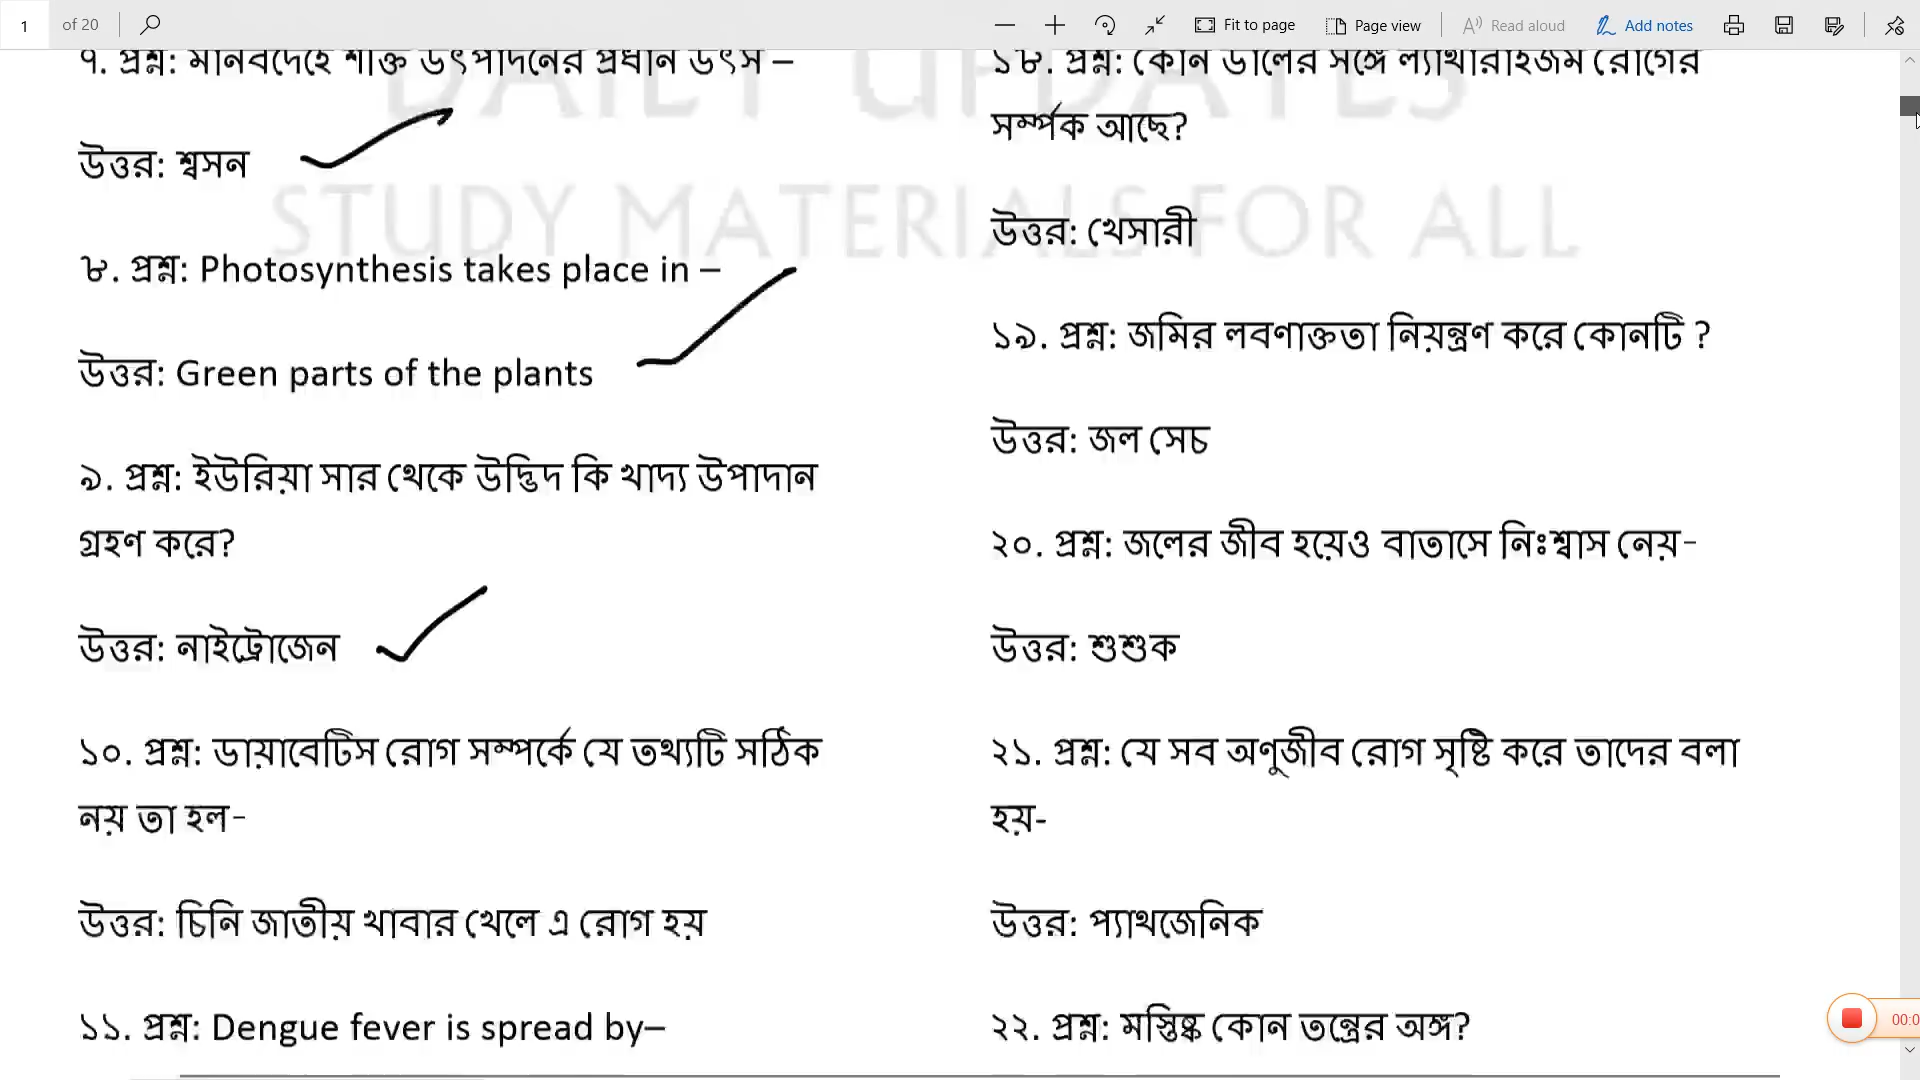 1 of 20
Fit to page
Page view
Read aloud
Add notes
DAILY UPDATES
STUDY MATERIALS FOR ALL
৭. প্রশ্ন: মানবদেহে শক্তি উৎপাদনের প্রধান উৎস –
উত্তর: শ্বসন
৮. প্রশ্ন: Photosynthesis takes place in –
উত্তর: Green parts of the plants
৯. প্রশ্ন: ইউরিয়া সার থেকে উদ্ভিদ কি খাদ্য উপাদান
গ্রহণ করে?
উত্তর: নাইট্রোজেন
১০. প্রশ্ন: ডায়াবেটিস রোগ সম্পর্কে যে তথ্যটি সঠিক
নয় তা হল-
উত্তর: চিনি জাতীয় খাবার খেলে এ রোগ হয়
১১. প্রশ্ন: Dengue fever is spread by–
১৮. প্রশ্ন: কোন ডালের সঙ্গে ল্যাথারাইজম রোগের
সর্ম্পক আছে?
উত্তর: খেসারী
১৯. প্রশ্ন: জমির লবণাক্ততা নিয়ন্ত্রণ করে কোনটি ?
উত্তর: জল সেচ
২০. প্রশ্ন: জলের জীব হয়েও বাতাসে নিঃশ্বাস নেয়-
উত্তর: শুশুক
২১. প্রশ্ন: যে সব অণুজীব রোগ সৃষ্টি করে তাদের বলা
হয়-
উত্তর: প্যাথজেনিক
২২. প্রশ্ন: মস্তিষ্ক কোন তন্ত্রের অঙ্গ?